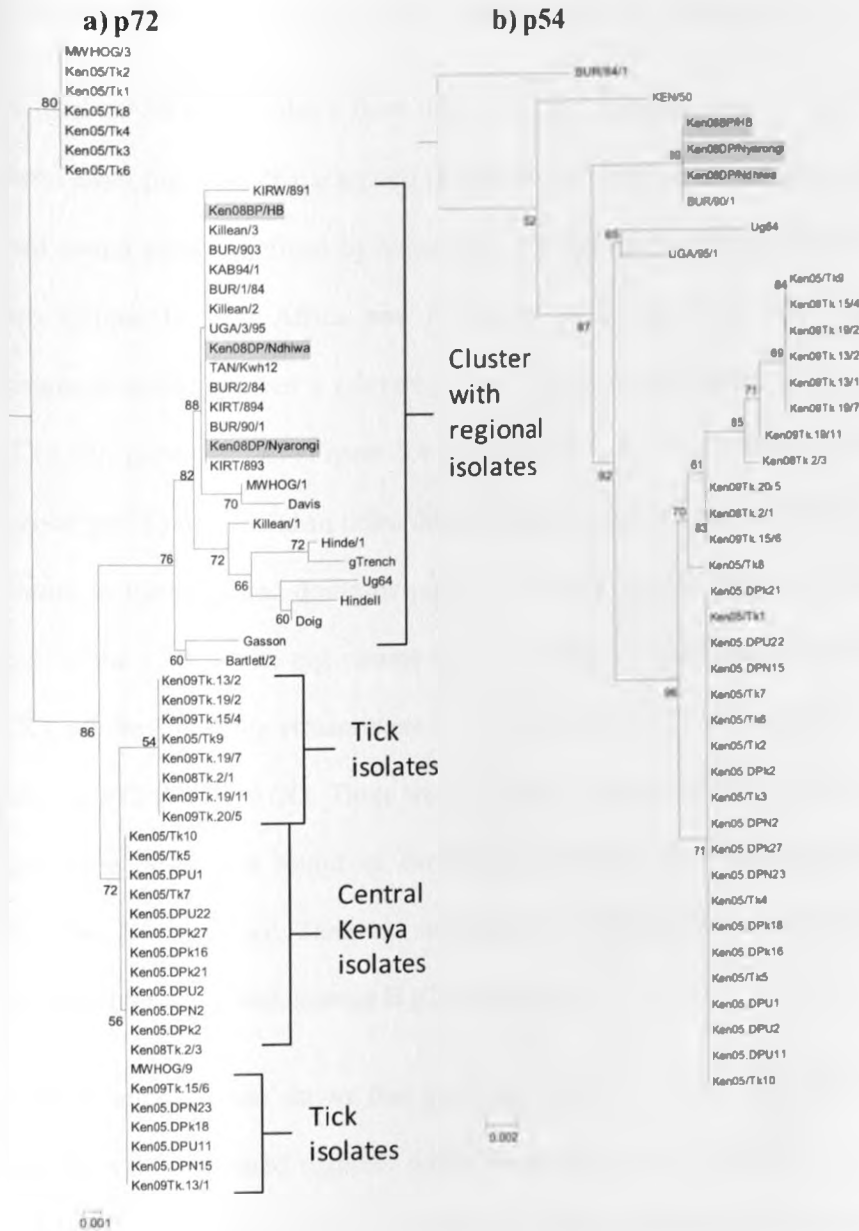 a) p72
MWHOG/3
Ken05/Tk2
Ken05/Tk1
Ken05/Tk8
Ken05/Tk4
Ken05/Tk3
Ken05/Tk6
80
KIRW/891
Ken08BP/HB
Killean/3
BUR/903
KAB94/1
BUR/1/84
Killean/2
UGA/3/95
Ken08DP/Ndhiwa
TAN/Kwh12
BUR/2/84
KIRT/894
BUR/90/1
Ken08DP/Nyarongi
KIRT/893
88
MWHOG/1
70
Davis
82
Killean/1
72
Hinde/1
72
gTrench
66
Ug64
HindeII
60
Doig
76
Gasson
60
Bartlett/2
Cluster
with
regional
isolates
86
Ken09Tk.13/2
Ken09Tk.19/2
Ken09Tk.15/4
Ken05/Tk9
Ken09Tk.19/7
Ken08Tk.2/1
Ken09Tk.19/11
Ken09Tk.20/5
54
Tick
isolates
Ken05/Tk10
Ken05/Tk5
Ken05.DPU1
Ken05/Tk7
Ken05.DPU22
Ken05.DPk27
Ken05.DPk16
Ken05.DPk21
Ken05.DPU2
Ken05.DPN2
Ken05.DPk2
Ken08Tk.2/3
72
56
Central
Kenya
isolates
MWHOG/9
Ken09Tk.15/6
Ken05.DPN23
Ken05.DPk18
Ken05.DPU11
Ken05.DPN15
Ken09Tk.13/1
Tick
isolates
0.001
b) p54
BUR/84/1
KEN/50
Ken08BP/HB
Ken08DP/Nyarongi
Ken08DP/Ndhiwa
BUR/90/1
52
Ug64
UGA/95/1
87
Ken05/Tk9
Ken09Tk.15/4
Ken09Tk.19/2
Ken09Tk.13/2
Ken09Tk.13/1
Ken09Tk.19/7
84
69
71
Ken09Tk.19/11
85
Ken08Tk.2/3
61
Ken09Tk.20/5
Ken08Tk.2/1
Ken09Tk.15/6
70
83
Ken05/Tk8
92
Ken05.DPk21
Ken05/Tk1
Ken05.DPU22
Ken05.DPN15
96
Ken05/Tk7
Ken05/Tk6
Ken05/Tk2
Ken05.DPk2
Ken05/Tk3
Ken05.DPN2
71
Ken05.DPk27
Ken05.DPN23
Ken05/Tk4
Ken05.DPk18
Ken05.DPk16
Ken05/Tk5
Ken05.DPU1
Ken05.DPU2
Ken05.DPU11
Ken05/Tk10
0.002